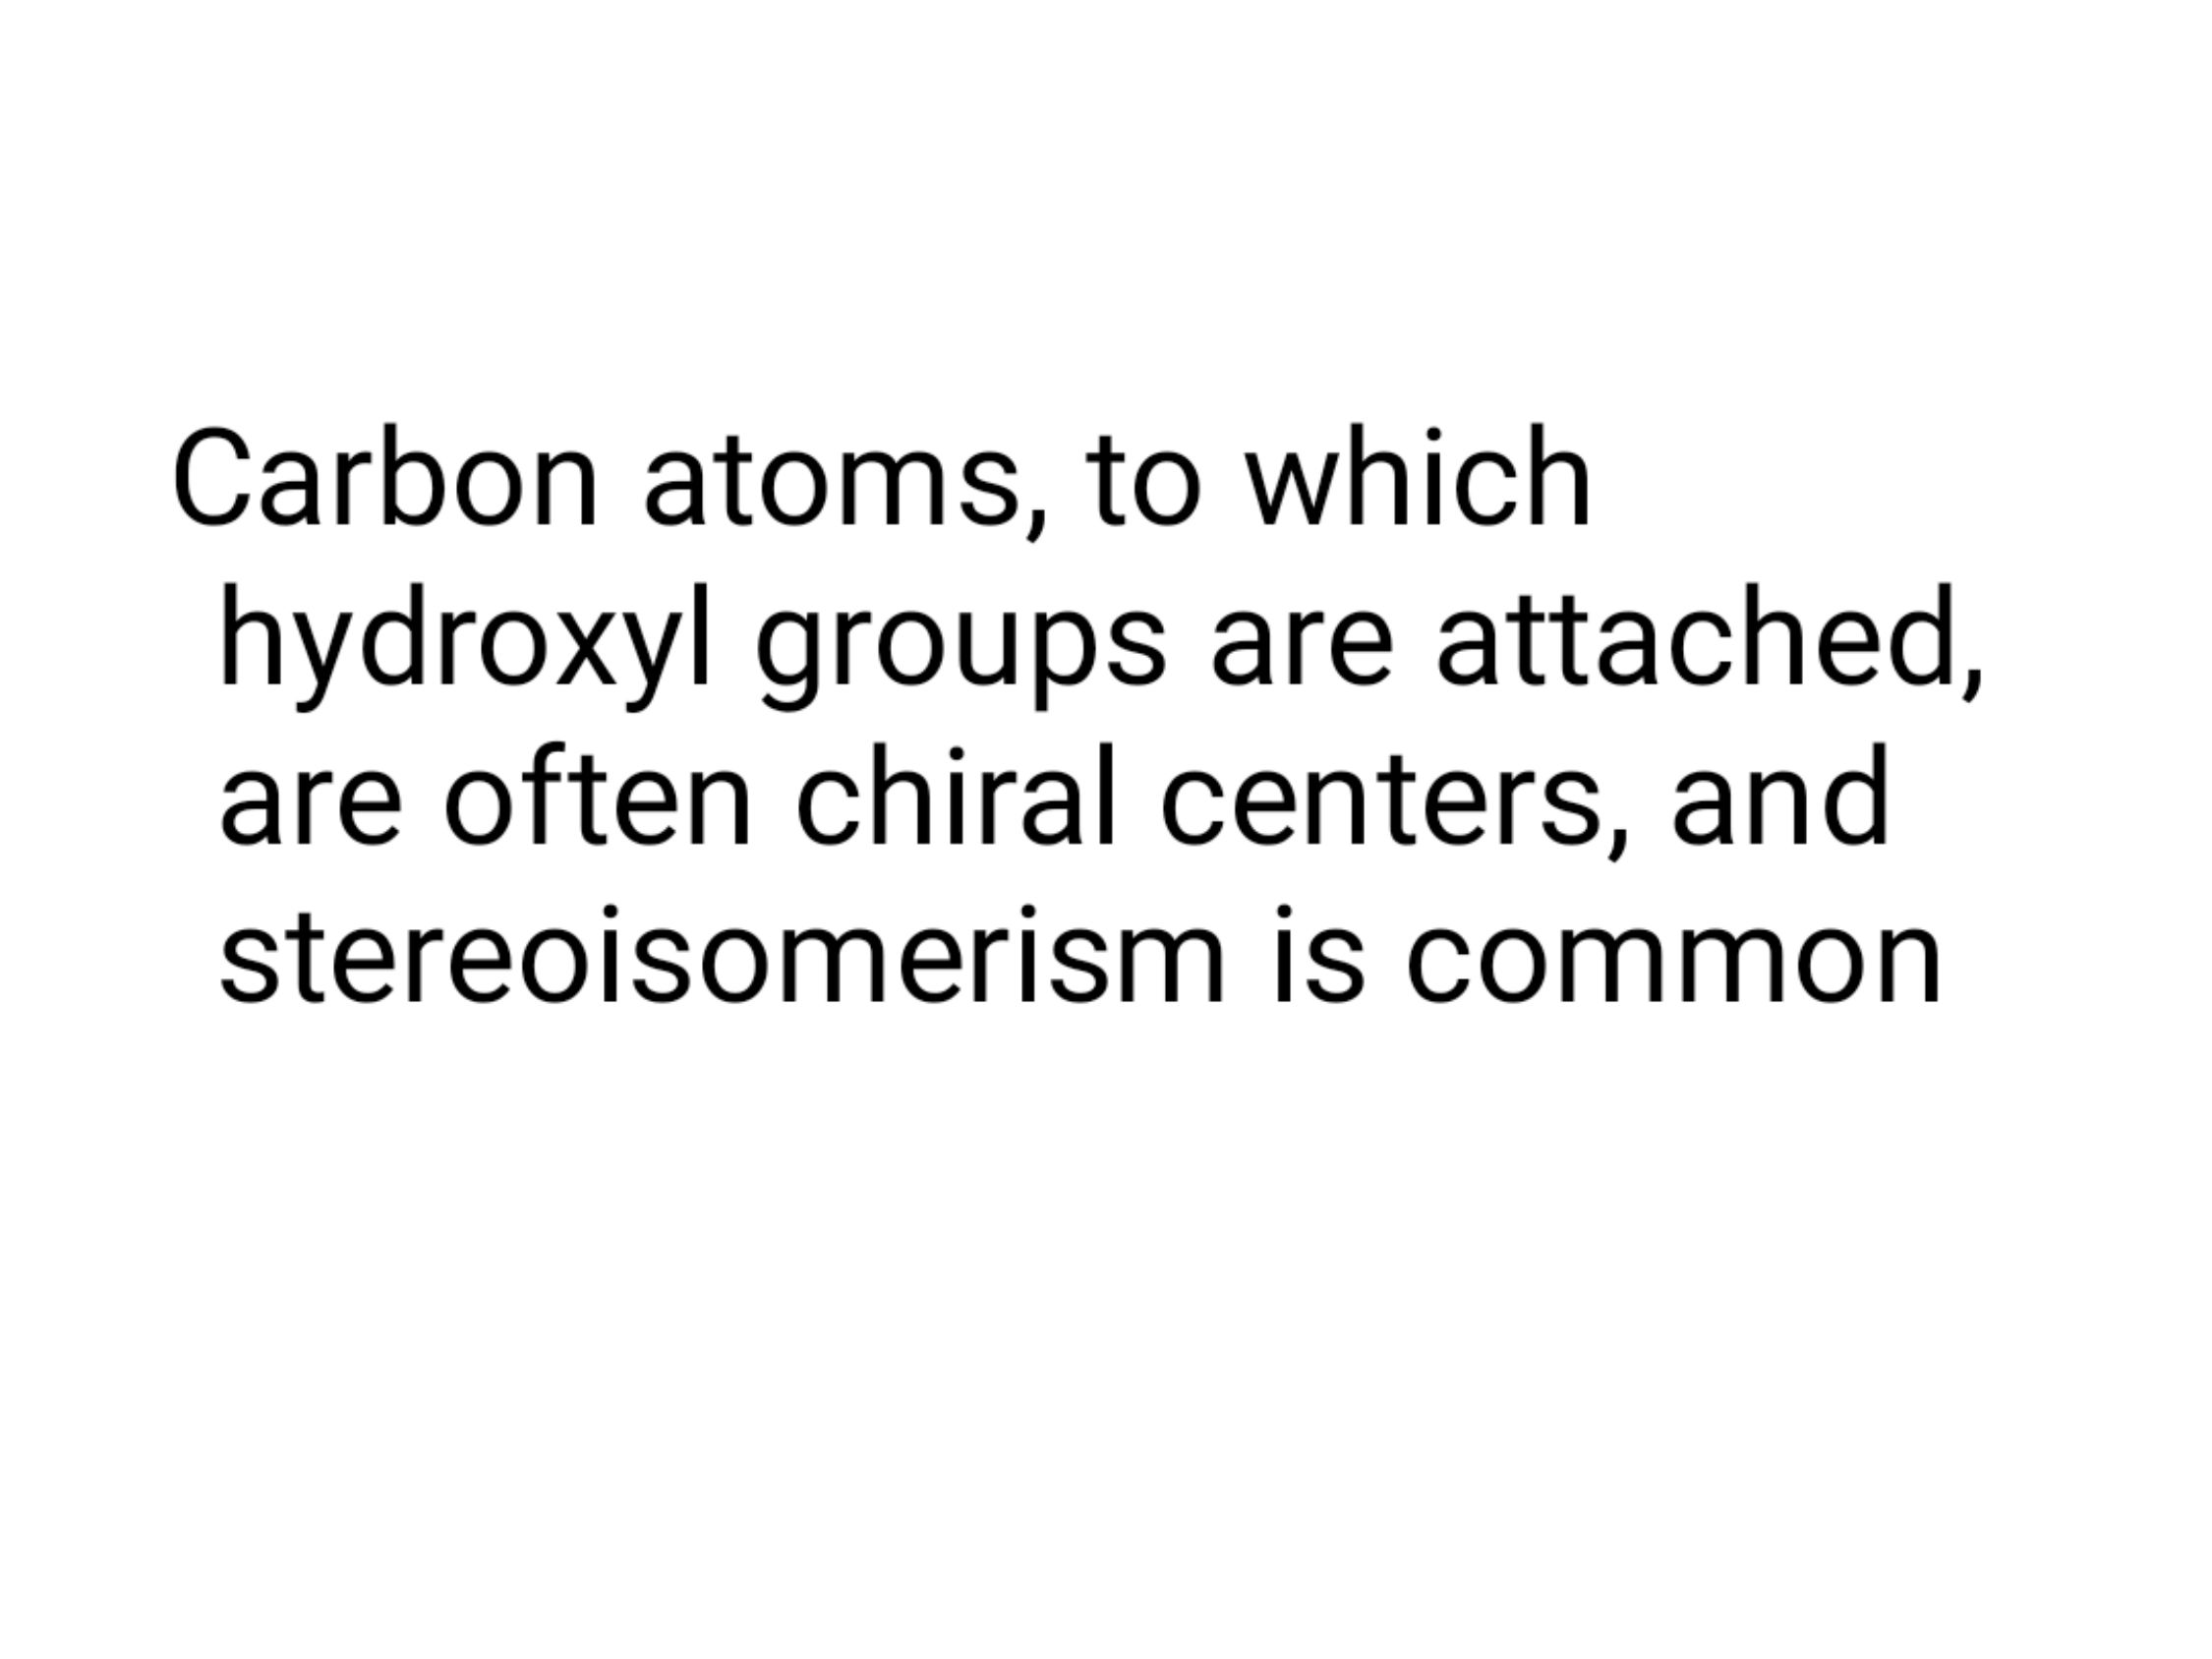 Carbon atoms, to which
hydroxyl groups are attached,
are often chiral centers, and
stereoisomerism is common